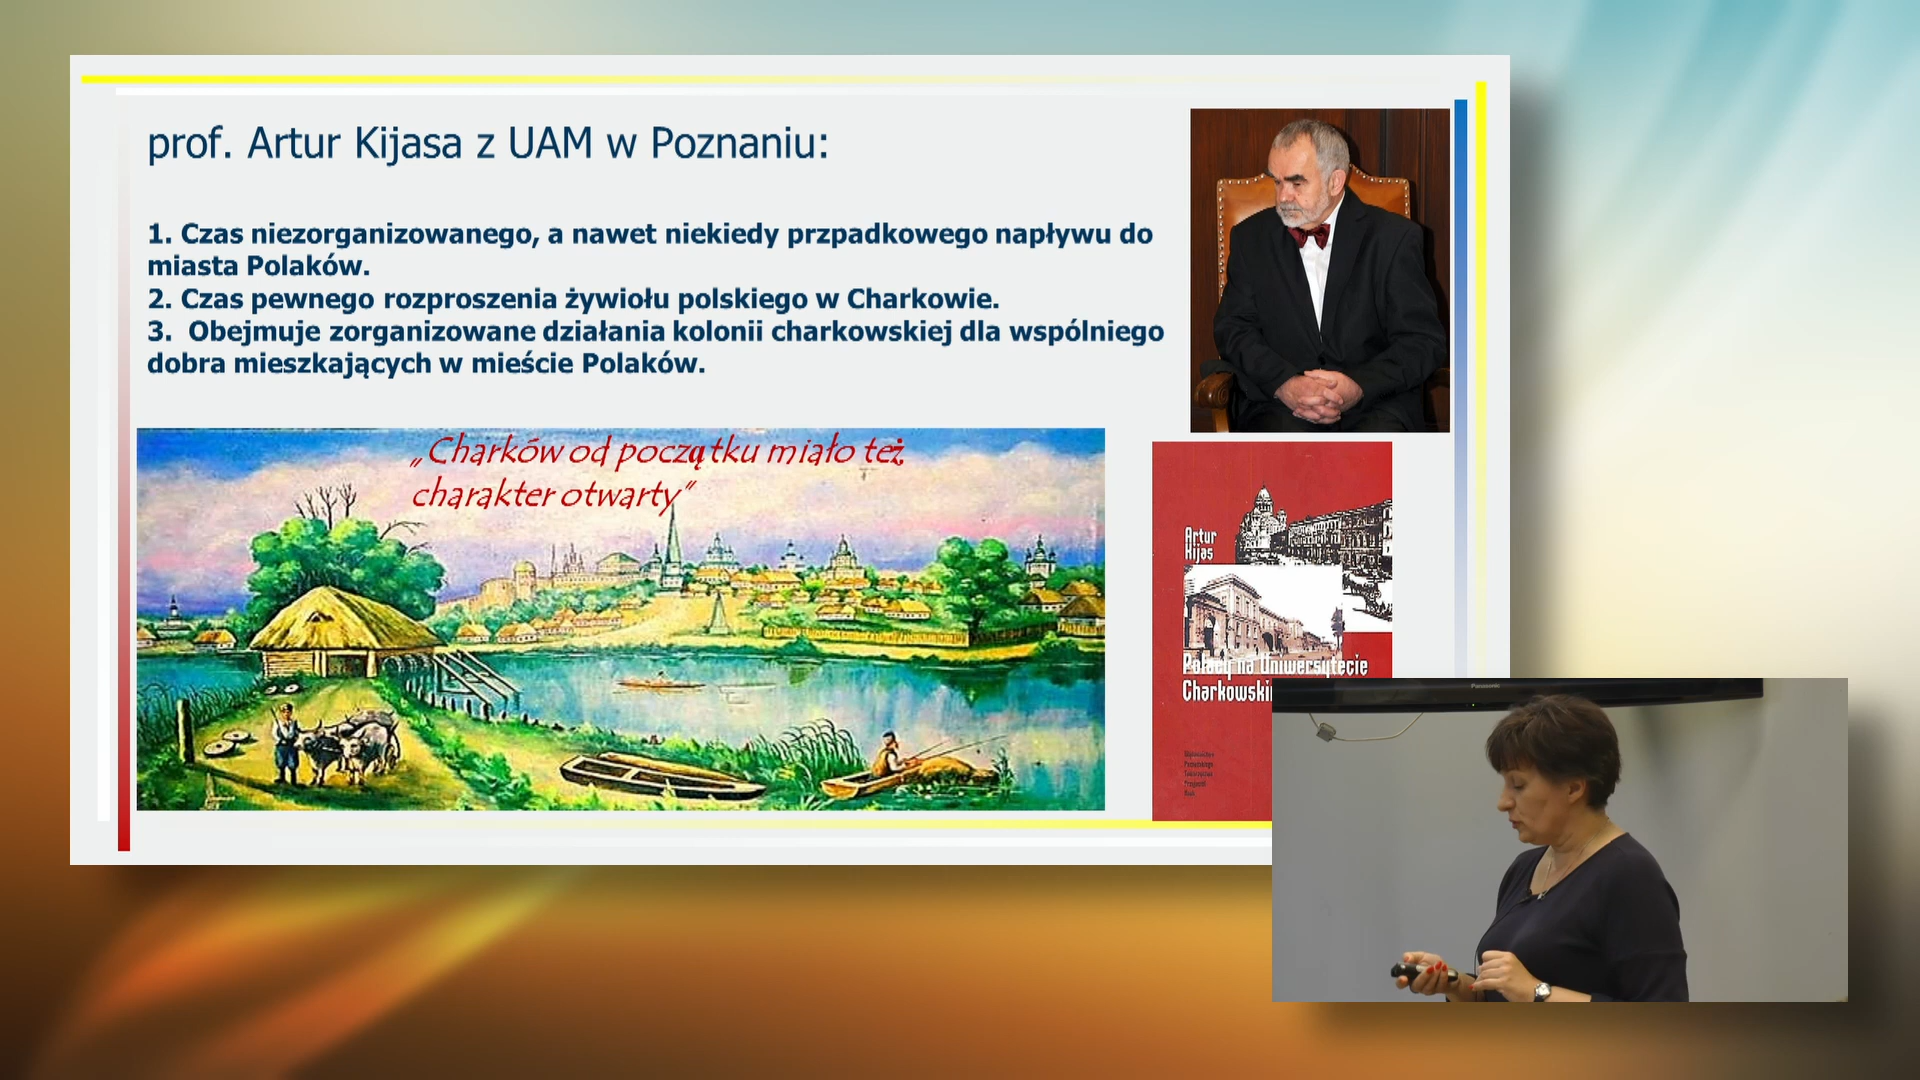 prof. Artur Kijasa z UAM w Poznaniu:
1. Czas niezorganizowanego, a nawet niekiedy przpadkowego napływu do
miasta Polaków.
2. Czas pewnego rozproszenia żywiołu polskiego w Charkowie.
3. Obejmuje zorganizowane działania kolonii charkowskiej dla wspólniego
dobra mieszkających w mieście Polaków.
„Charków od początku miało też
charakter otwarty”
Artur
Kijas
Polacy na Uniwersytecie
Panasonic